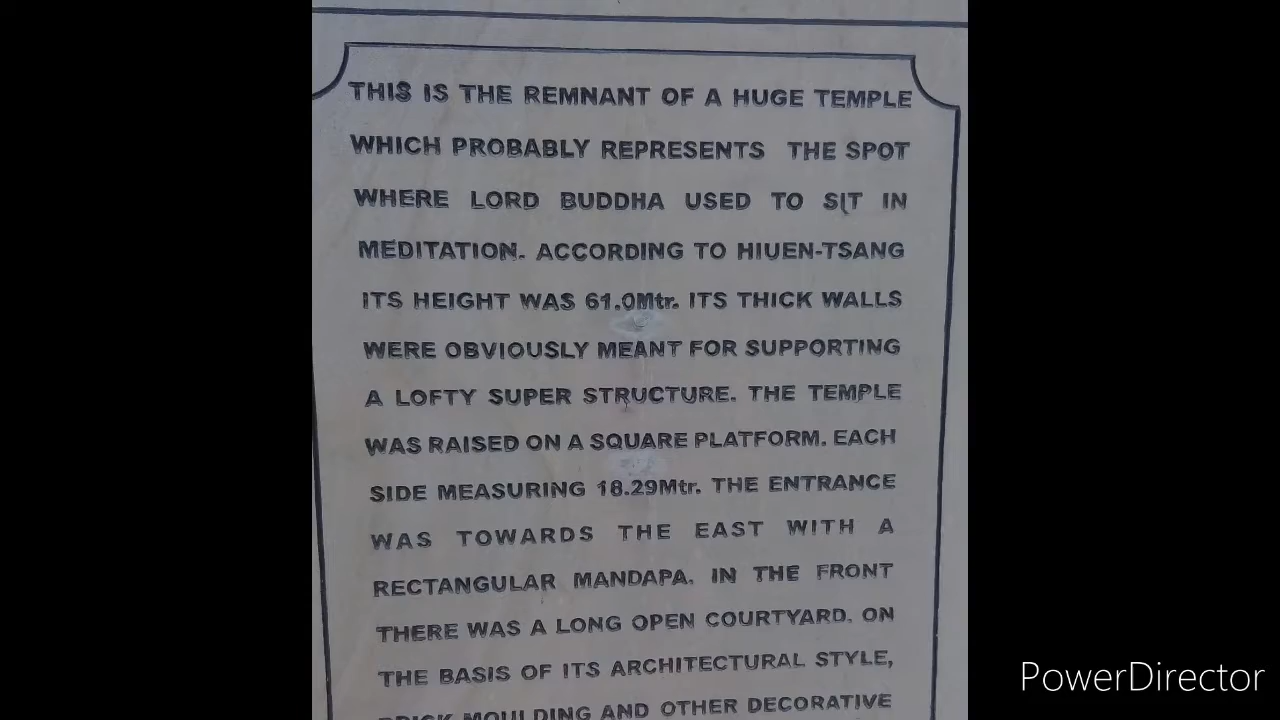 THIS IS THE REMNANT OF A HUGE TEMPLE
WHICH PROBABLY REPRESENTS THE SPOT
WHERE LORD BUDDHA USED TO SIT IN
MEDITATION. ACCORDING TO HIUEN-TSANG
ITS HEIGHT WAS 61.0Mtr. ITS THICK WALLS
WERE OBVIOUSLY MEANT FOR SUPPORTING
A LOFTY SUPER STRUCTURE. THE TEMPLE
WAS RAISED ON A SQUARE PLATFORM. EACH
SIDE MEASURING 18.29Mtr. THE ENTRANCE
WAS TOWARDS THE EAST WITH A
RECTANGULAR MANDAPA. IN THE FRONT
THERE WAS A LONG OPEN COURTYARD. ON
THE BASIS OF ITS ARCHITECTURAL STYLE,
BRICK MOULDING AND OTHER DECORATIVE
PowerDirector